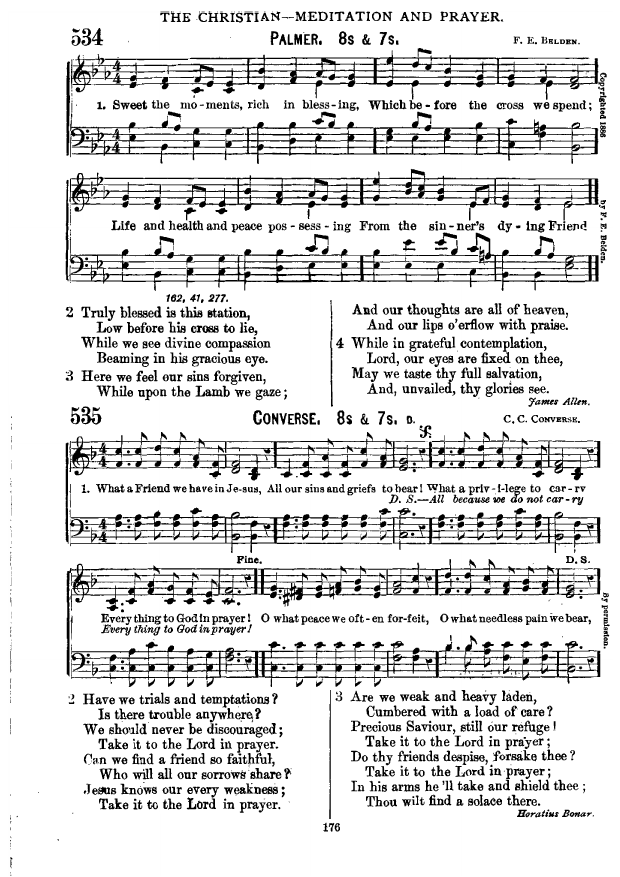 THE CHRISTIAN—MEDITATION AND PRAYER.
534 PALMER. 8s & 7s. F. E. BELDEN.
1. Sweet the mo-ments, rich in bless-ing, Which be-fore the cross we spend;
Life and health and peace pos-sess-ing From the sin-ner's dy-ing Friend
Copyrighted 1886 by F. E. Belden.
162, 41, 277.
2 Truly blessed is this station,
Low before his cross to lie,
While we see divine compassion
Beaming in his gracious eye.
3 Here we feel our sins forgiven,
While upon the Lamb we gaze;
And our thoughts are all of heaven,
And our lips o'erflow with praise.
4 While in grateful contemplation,
Lord, our eyes are fixed on thee,
May we taste thy full salvation,
And, unvailed, thy glories see.
James Allen.
535 CONVERSE. 8s & 7s. D. C. C. CONVERSE.
1. What a Friend we have in Je-sus, All our sins and griefs to bear! What a priv-i-lege to car-ry
D. S.—All because we do not car-ry
Fine. D. S.
Every thing to God in prayer! O what peace we oft-en for-feit, O what needless pain we bear,
Every thing to God in prayer!
By permission.
2 Have we trials and temptations?
Is there trouble anywhere?
We should never be discouraged;
Take it to the Lord in prayer.
Can we find a friend so faithful,
Who will all our sorrows share?
Jesus knows our every weakness;
Take it to the Lord in prayer.
3 Are we weak and heavy laden,
Cumbered with a load of care?
Precious Saviour, still our refuge!
Take it to the Lord in prayer;
Do thy friends despise, forsake thee?
Take it to the Lord in prayer;
In his arms he'll take and shield thee;
Thou wilt find a solace there.
Horatius Bonar.
176